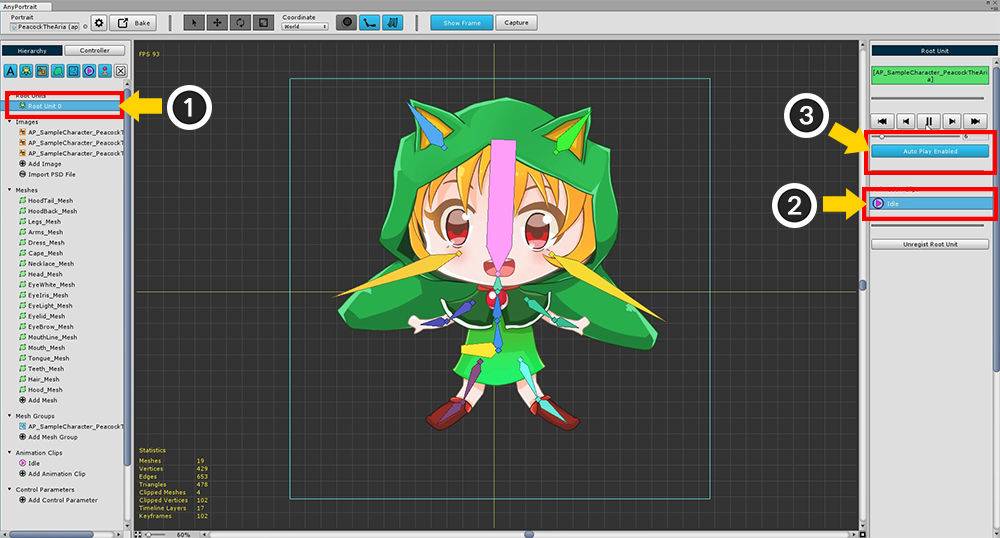 AnyPortrait
Portrait
PeacockTheAria (ap
Bake
Coordinate
World
Show Frame
Capture
Hierarchy
Controller
Root Units
Root Unit 0
Images
AP_SampleCharacter_PeacockT
AP_SampleCharacter_PeacockT
AP_SampleCharacter_PeacockT
Add Image
Import PSD File
Meshes
HoodTail_Mesh
HoodBack_Mesh
Legs_Mesh
Arms_Mesh
Dress_Mesh
Cape_Mesh
Necklace_Mesh
Head_Mesh
EyeWhite_Mesh
EyeIris_Mesh
EyeLight_Mesh
Eyelid_Mesh
EyeBrow_Mesh
MouthLine_Mesh
Mouth_Mesh
Tongue_Mesh
Teeth_Mesh
Hair_Mesh
Hood_Mesh
Add Mesh
Mesh Groups
AP_SampleCharacter_PeacockT
Add Mesh Group
Animation Clips
Idle
Add Animation Clip
Control Parameters
Add Control Parameter
1
FPS 93
Statistics
Meshes 19
Vertices 429
Edges 653
Triangles 478
Clipped Meshes 4
Clipped Vertices 102
Timeline Layers 17
Keyframes 102
60%
Root Unit
[AP_SampleCharacter_PeacockTheAri
a]
3
6
Auto Play Enabled
2
Idle
Unregist Root Unit